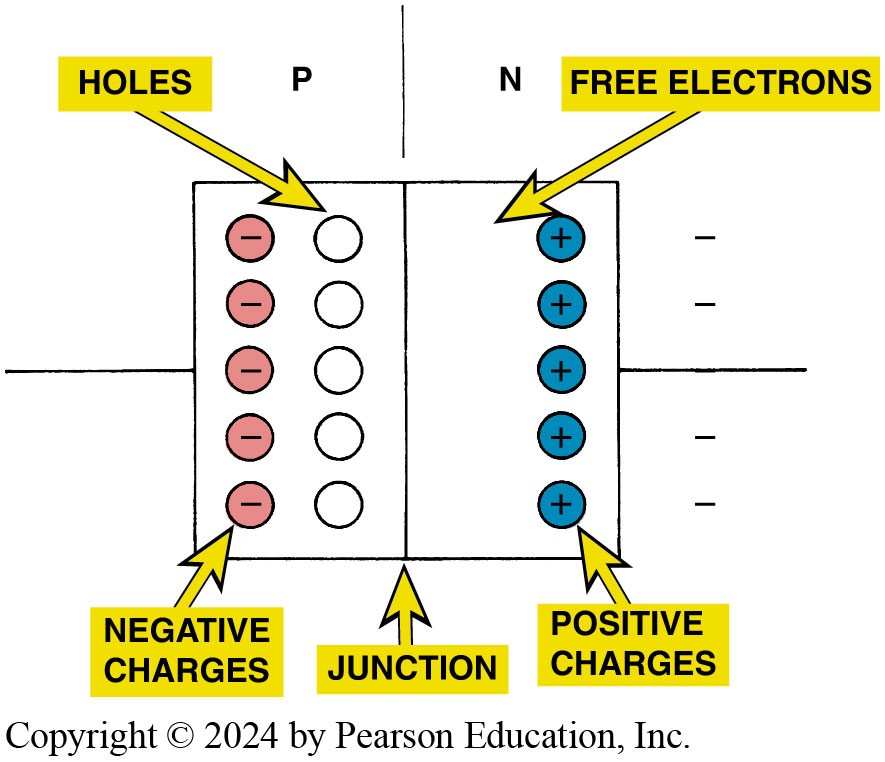 HOLES
P
N
FREE ELECTRONS
− + −
− + −
− + −
− + −
− + −
NEGATIVE
CHARGES
JUNCTION
POSITIVE
CHARGES
Copyright © 2024 by Pearson Education, Inc.